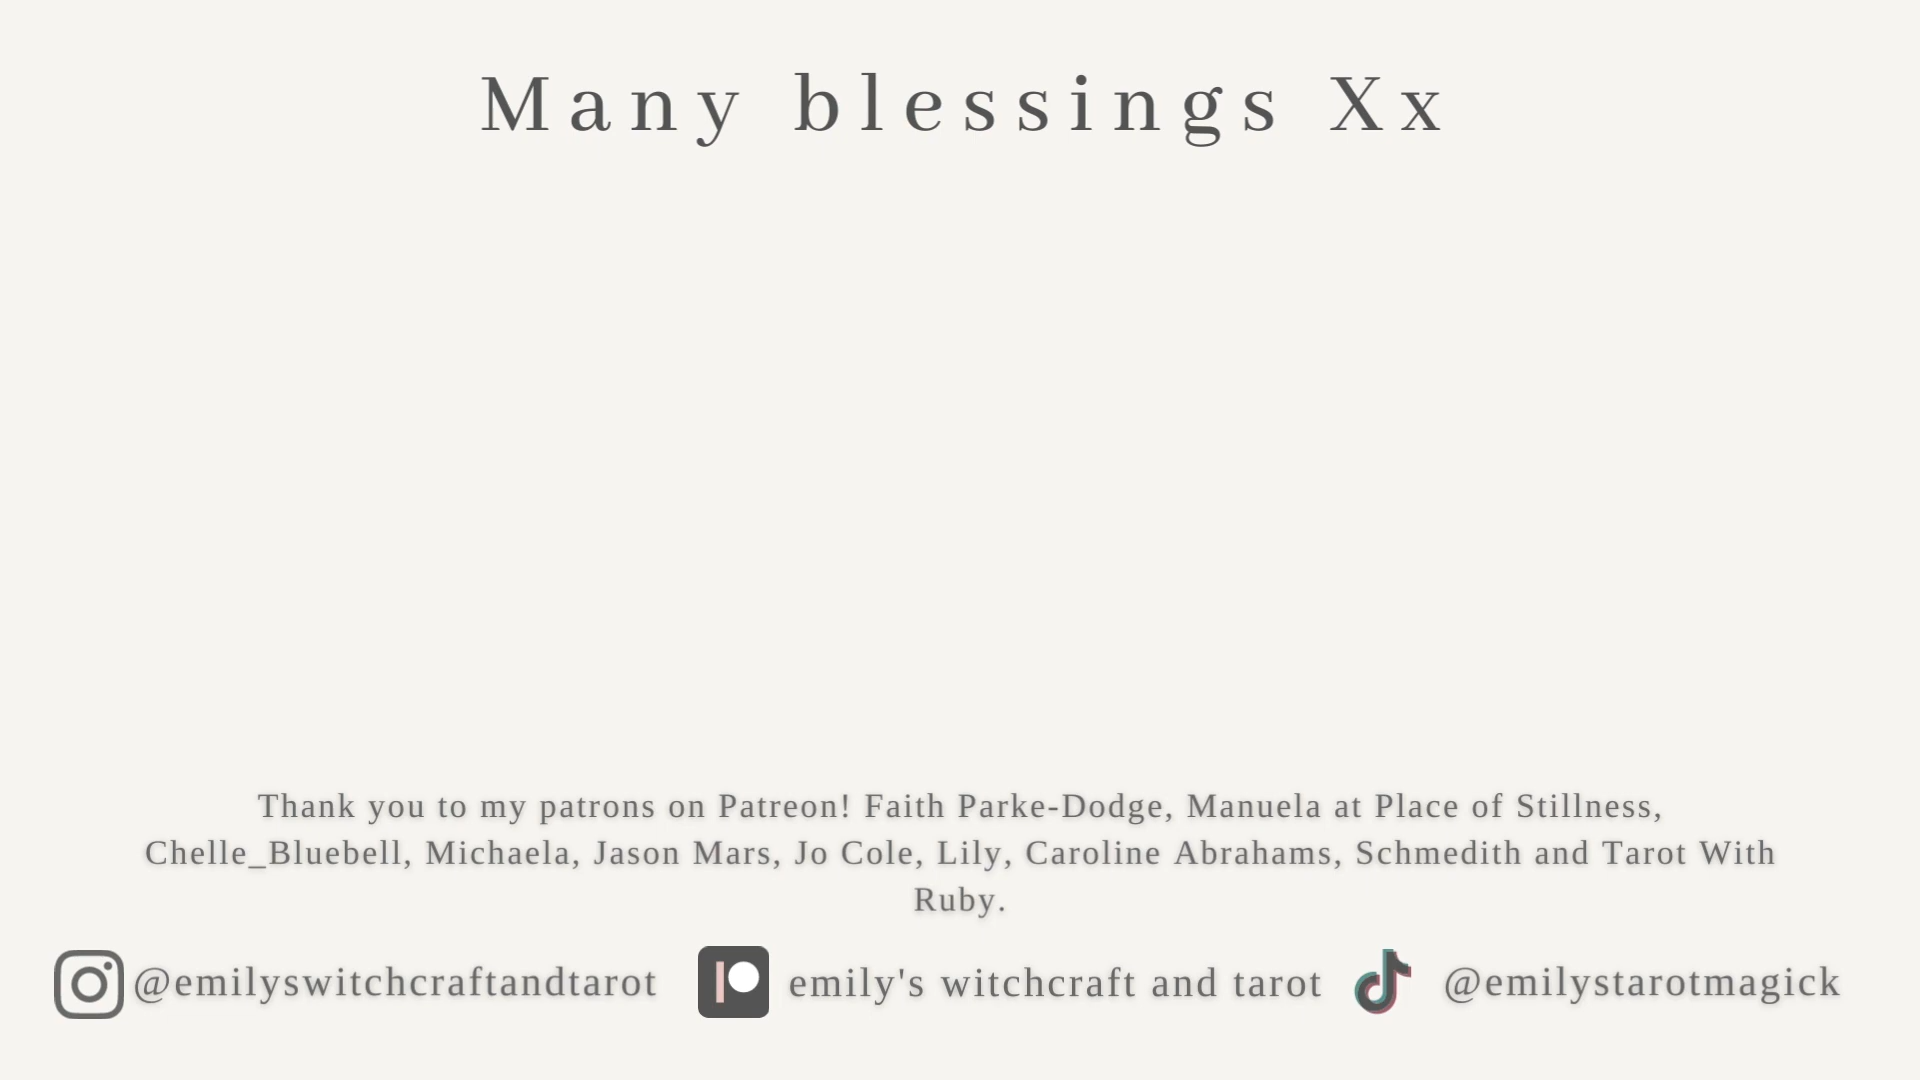 Many blessings Xx
Thank you to my patrons on Patreon! Faith Parke-Dodge, Manuela at Place of Stillness,
Chelle_Bluebell, Michaela, Jason Mars, Jo Cole, Lily, Caroline Abrahams, Schmedith and Tarot With
Ruby.
@emilyswitchcraftandtarot
emily's witchcraft and tarot
@emilystarotmagick